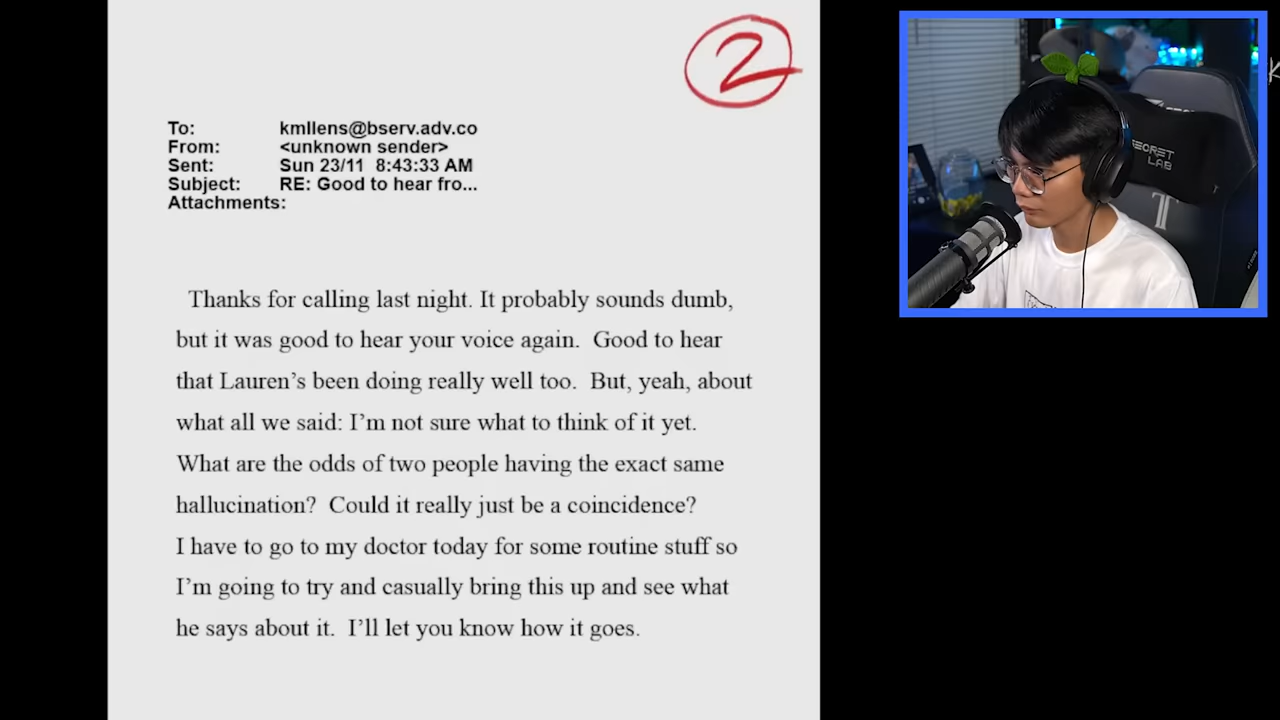 2
To: kmllens@bserv.adv.co
From: <unknown sender>
Sent: Sun 23/11 8:43:33 AM
Subject: RE: Good to hear fro...
Attachments:
Thanks for calling last night. It probably sounds dumb,
but it was good to hear your voice again. Good to hear
that Lauren's been doing really well too. But, yeah, about
what all we said: I'm not sure what to think of it yet.
What are the odds of two people having the exact same
hallucination? Could it really just be a coincidence?
I have to go to my doctor today for some routine stuff so
I'm going to try and casually bring this up and see what
he says about it. I'll let you know how it goes.
SECRET
LAB